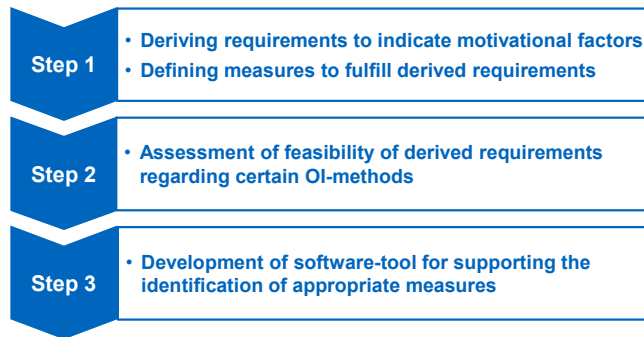 Step 1
• Deriving requirements to indicate motivational factors
• Defining measures to fulfill derived requirements
Step 2
• Assessment of feasibility of derived requirements
regarding certain OI-methods
Step 3
• Development of software-tool for supporting the
identification of appropriate measures